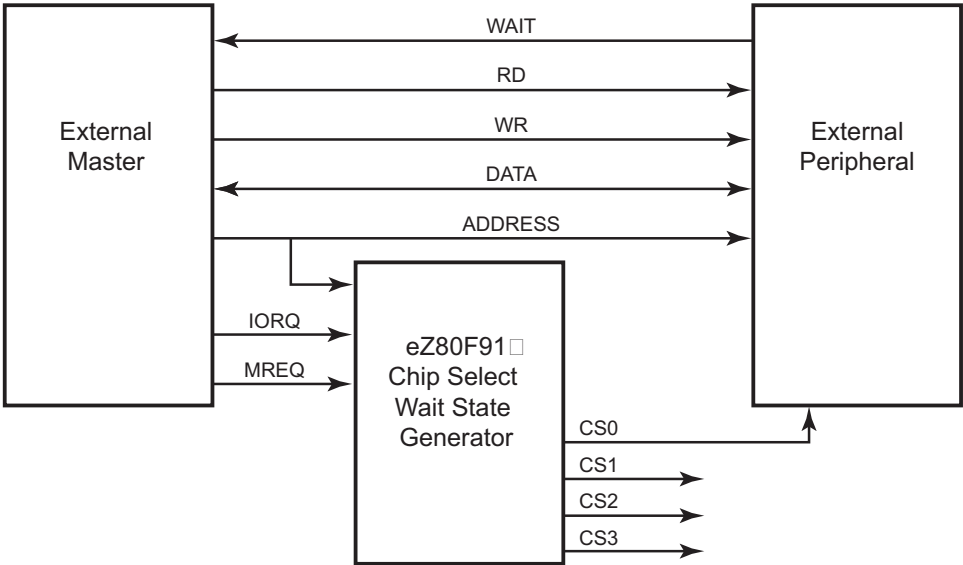 WAIT
RD
WR
DATA
ADDRESS
External
Master
External
Peripheral
IORQ
MREQ
eZ80F91□
Chip Select
Wait State
Generator
CS0
CS1
CS2
CS3